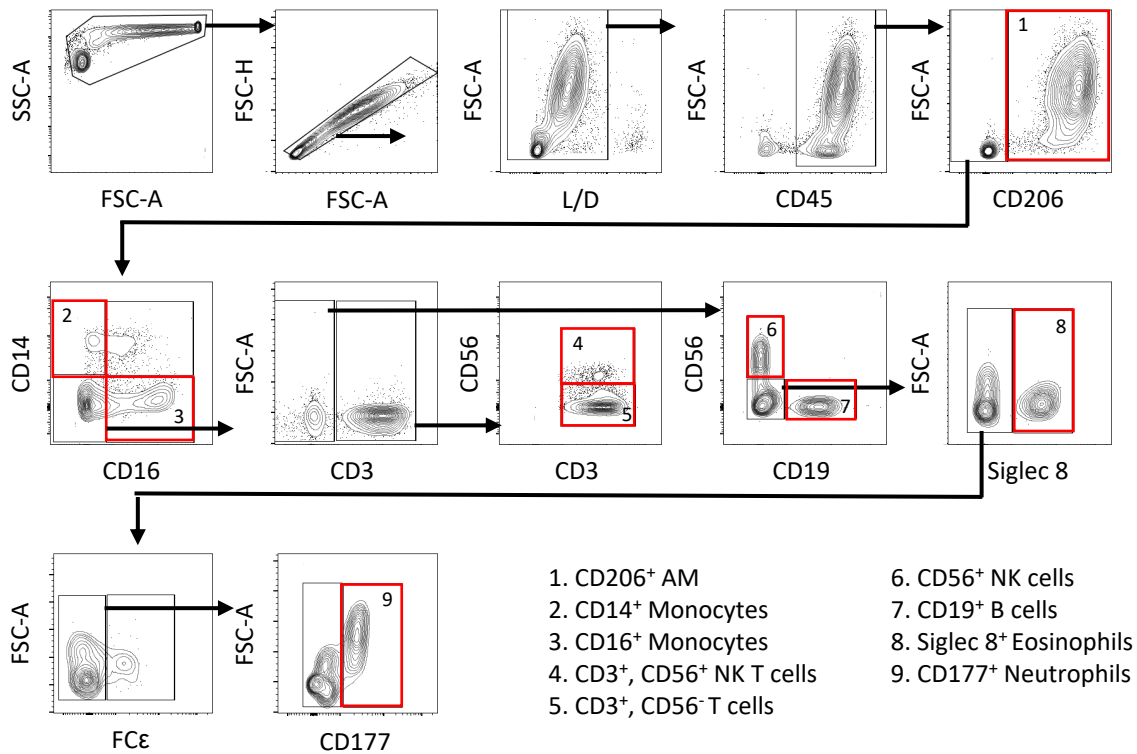 SSC-A
FSC-A
FSC-H
FSC-A
FSC-A
L/D
FSC-A
CD45
FSC-A
1
CD206
CD14
2
3
CD16
FSC-A
CD3
CD56
4
5
CD3
CD56
6
7
CD19
FSC-A
8
Siglec 8
FSC-A
FCε
FSC-A
9
CD177
1. CD206⁺ AM
2. CD14⁺ Monocytes
3. CD16⁺ Monocytes
4. CD3⁺, CD56⁺ NK T cells
5. CD3⁺, CD56⁻ T cells
6. CD56⁺ NK cells
7. CD19⁺ B cells
8. Siglec 8⁺ Eosinophils
9. CD177⁺ Neutrophils